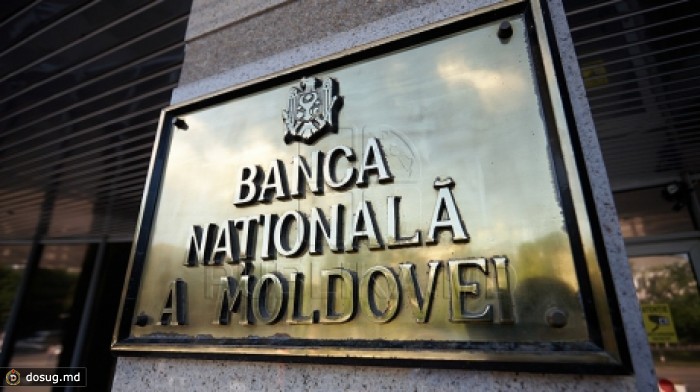 BANCA
NAȚIONALĂ
A MOLDOVEI
dosug.md